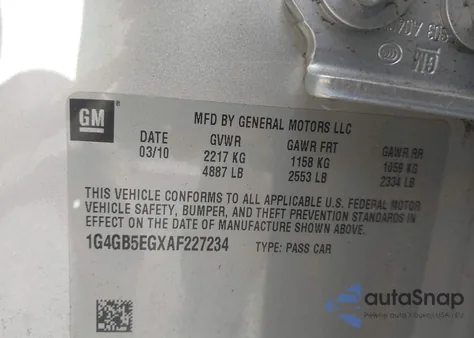 GM
MFD BY GENERAL MOTORS LLC
DATE GVWR GAWR FRT GAWR RR
03/10 2217 KG 1158 KG 1059 KG
4887 LB 2553 LB 2334 LB
THIS VEHICLE CONFORMS TO ALL APPLICABLE U.S. FEDERAL MOTOR
VEHICLE SAFETY, BUMPER, AND THEFT PREVENTION STANDARDS IN
EFFECT ON THE DATE OF MANUFACTURE SHOWN ABOVE.
1G4GB5EGXAF227234 TYPE: PASS CAR
autoSnap